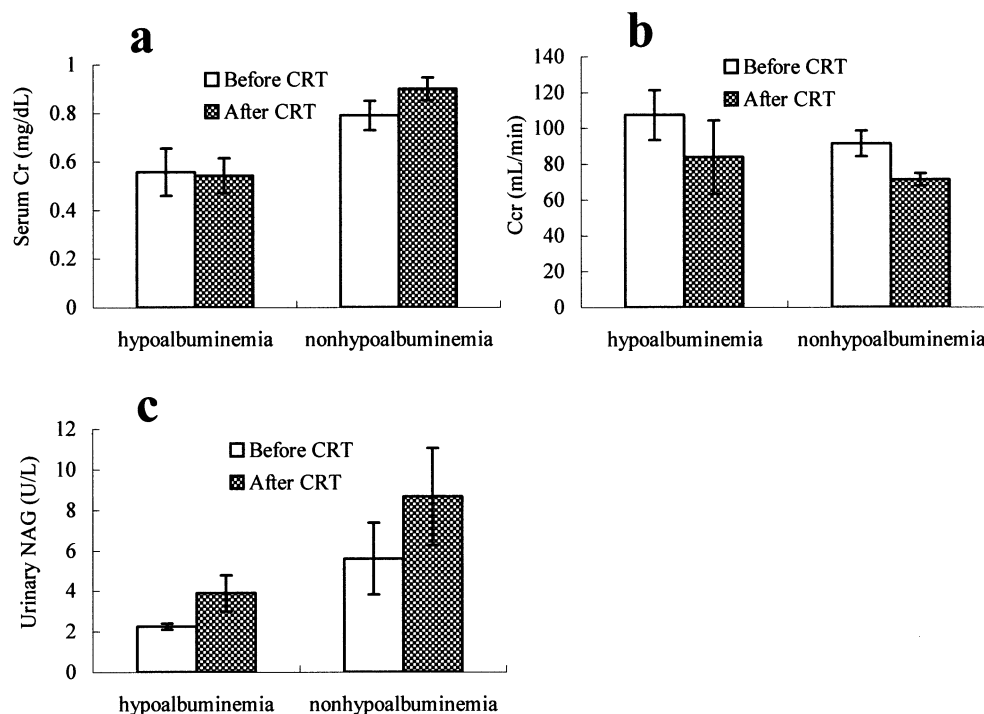 a
Serum Cr (mg/dL)
1
0.8
0.6
0.4
0.2
0
Before CRT
After CRT
hypoalbuminemia nonhypoalbuminemia
b
Ccr (mL/min)
140
120
100
80
60
40
20
0
Before CRT
After CRT
hypoalbuminemia nonhypoalbuminemia
c
Urinary NAG (U/L)
12
10
8
6
4
2
0
Before CRT
After CRT
hypoalbuminemia nonhypoalbuminemia